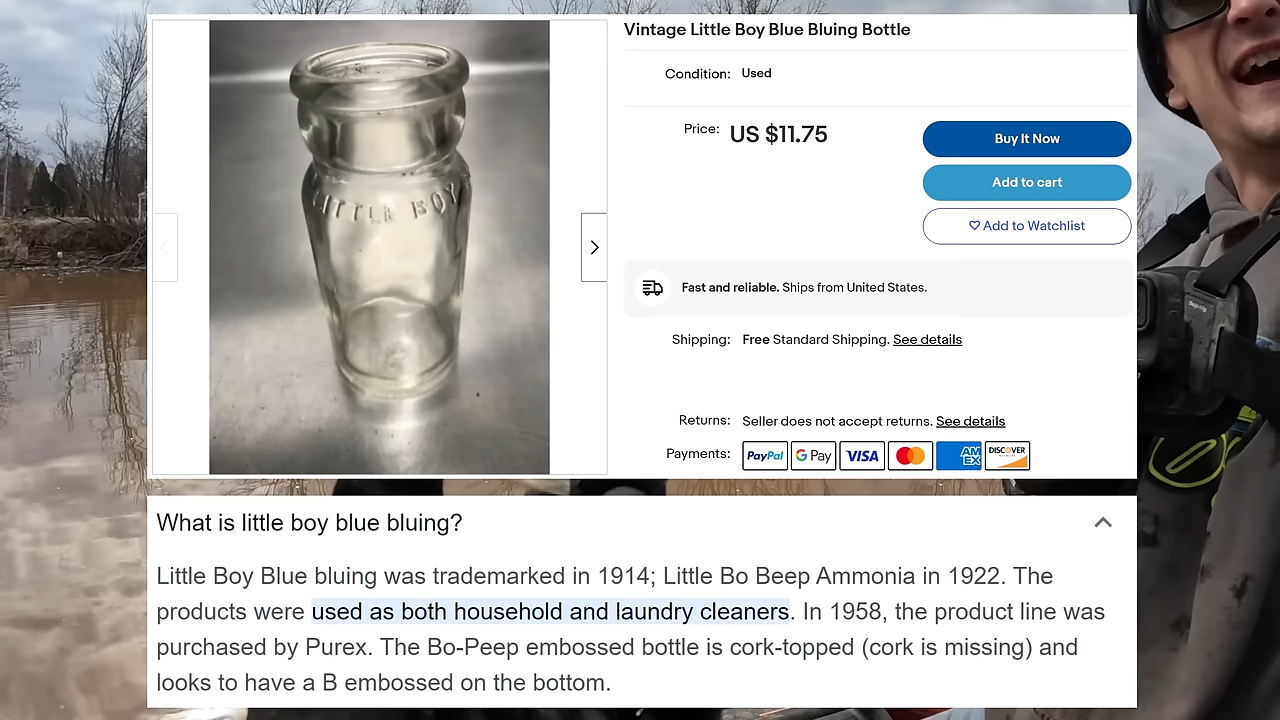 Vintage Little Boy Blue Bluing Bottle
Condition: Used
Price: US $11.75
Buy It Now
Add to cart
Add to Watchlist
LITTLE BOY
Fast and reliable. Ships from United States.
Shipping: Free Standard Shipping. See details
Returns: Seller does not accept returns. See details
Payments: PayPal G Pay VISA AM EX DISCOVER
What is little boy blue bluing?
Little Boy Blue bluing was trademarked in 1914; Little Bo Beep Ammonia in 1922. The
products were used as both household and laundry cleaners. In 1958, the product line was
purchased by Purex. The Bo-Peep embossed bottle is cork-topped (cork is missing) and
looks to have a B embossed on the bottom.